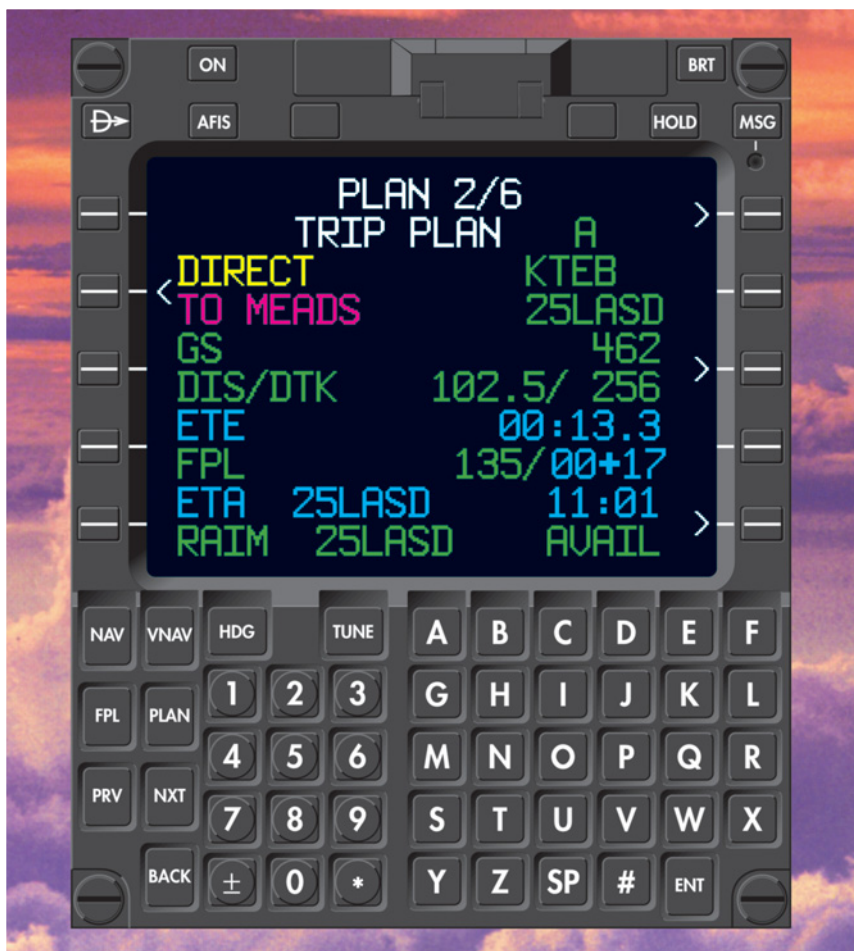 ON BRT
AFIS HOLD MSG
PLAN 2/6
TRIP PLAN A
DIRECT KTEB
<TO MEADS 25LASD
GS 462
DIS/DTK 102.5/ 256
ETE 00:13.3
FPL 135/00+17
ETA 25LASD 11:01
RAIM 25LASD AVAIL
NAV VNAV HDG TUNE A B C D E F
FPL PLAN 1 2 3 G H I J K L
4 5 6 M N O P Q R
PRV NXT 7 8 9 S T U V W X
BACK ± 0 * Y Z SP # ENT